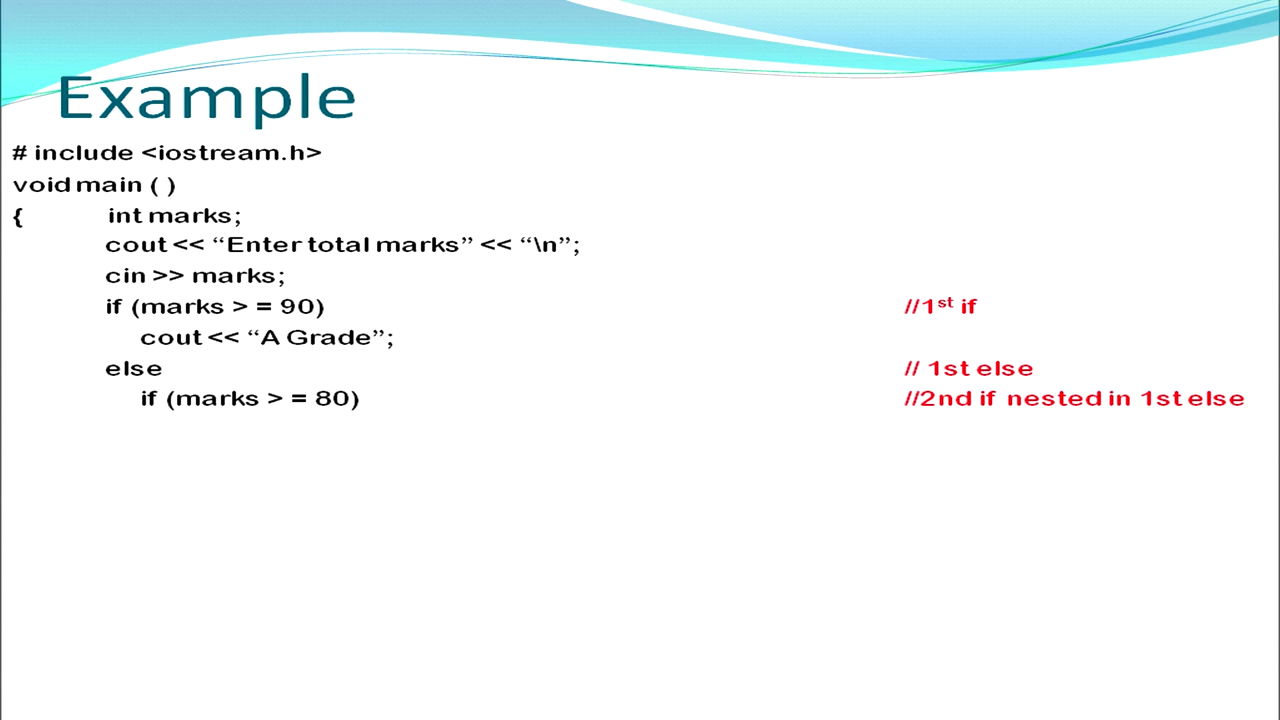 Example
# include <iostream.h>
void main ( )
{ int marks;
cout << “Enter total marks” << “\n”;
cin >> marks;
if (marks > = 90) //1st if
cout << “A Grade”;
else // 1st else
if (marks > = 80) //2nd if nested in 1st else